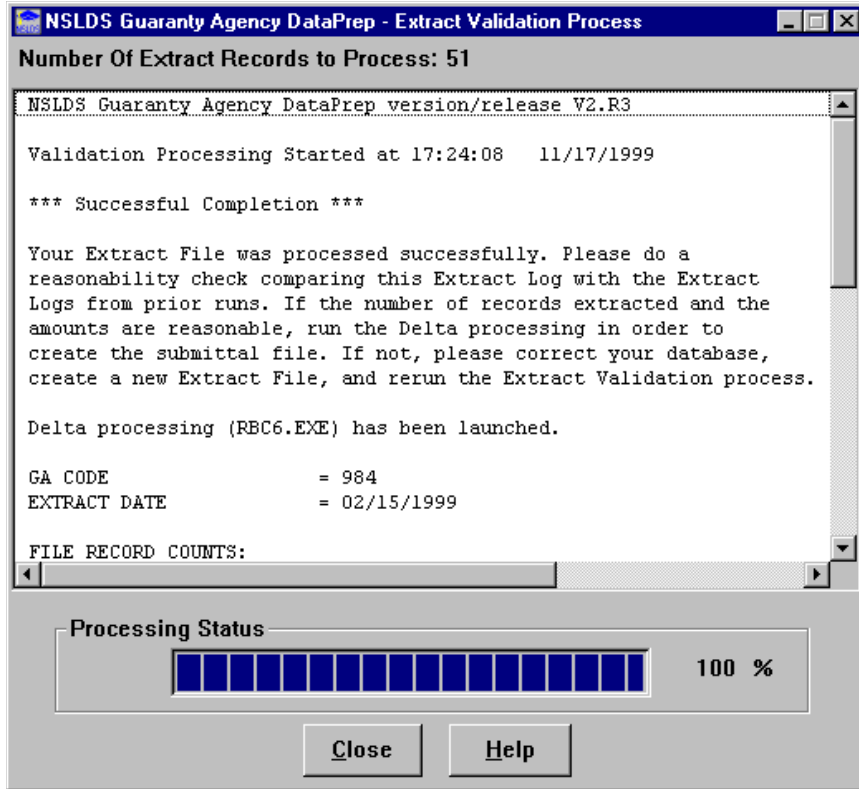 NSLDS Guaranty Agency DataPrep - Extract Validation Process
Number Of Extract Records to Process: 51
NSLDS Guaranty Agency DataPrep version/release V2.R3
Validation Processing Started at 17:24:08 11/17/1999
*** Successful Completion ***
Your Extract File was processed successfully. Please do a
reasonability check comparing this Extract Log with the Extract
Logs from prior runs. If the number of records extracted and the
amounts are reasonable, run the Delta processing in order to
create the submittal file. If not, please correct your database,
create a new Extract File, and rerun the Extract Validation process.
Delta processing (RBC6.EXE) has been launched.
GA CODE = 984
EXTRACT DATE = 02/15/1999
FILE RECORD COUNTS:
Processing Status
100 %
Close Help